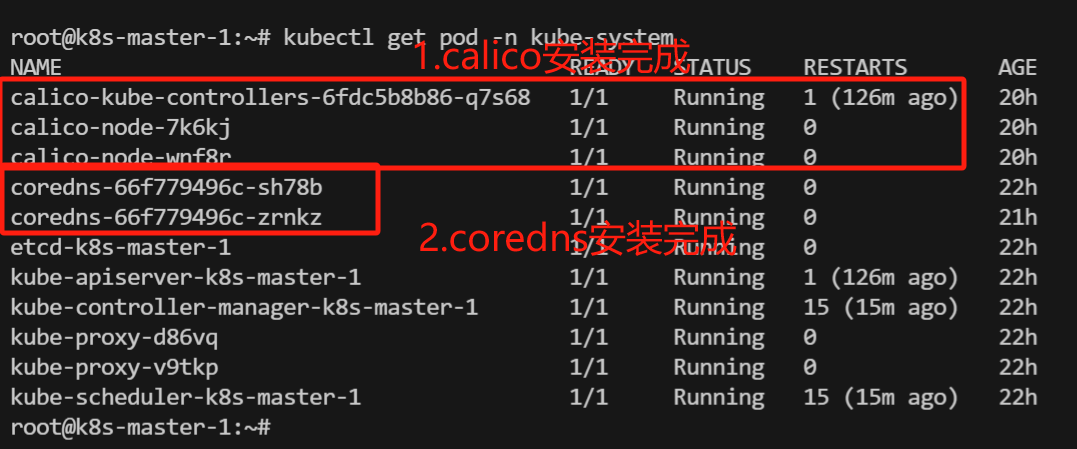 root@k8s-master-1:~# kubectl get pod -n kube-system
1.calico安装完成
NAME READY STATUS RESTARTS AGE
calico-kube-controllers-6fdc5b8b86-q7s68 1/1 Running 1 (126m ago) 20h
calico-node-7k6kj 1/1 Running 0 20h
calico-node-wnf8r 1/1 Running 0 20h
coredns-66f779496c-sh78b 1/1 Running 0 22h
coredns-66f779496c-zrnkz 1/1 Running 0 21h
2.coredns安装完成
etcd-k8s-master-1 1/1 Running 0 22h
kube-apiserver-k8s-master-1 1/1 Running 1 (126m ago) 22h
kube-controller-manager-k8s-master-1 1/1 Running 15 (15m ago) 22h
kube-proxy-d86vq 1/1 Running 0 22h
kube-proxy-v9tkp 1/1 Running 0 22h
kube-scheduler-k8s-master-1 1/1 Running 15 (15m ago) 22h
root@k8s-master-1:~#